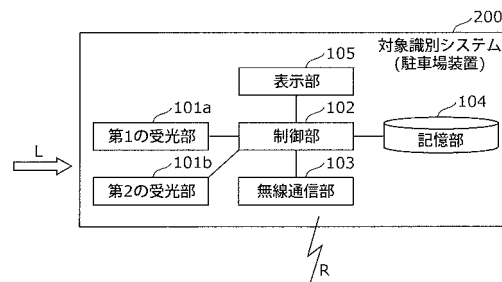 200
対象識別システム
(駐車場装置)
105
表示部
101a
102
104
第1の受光部
制御部
記憶部
L
101b
103
第2の受光部
無線通信部
R